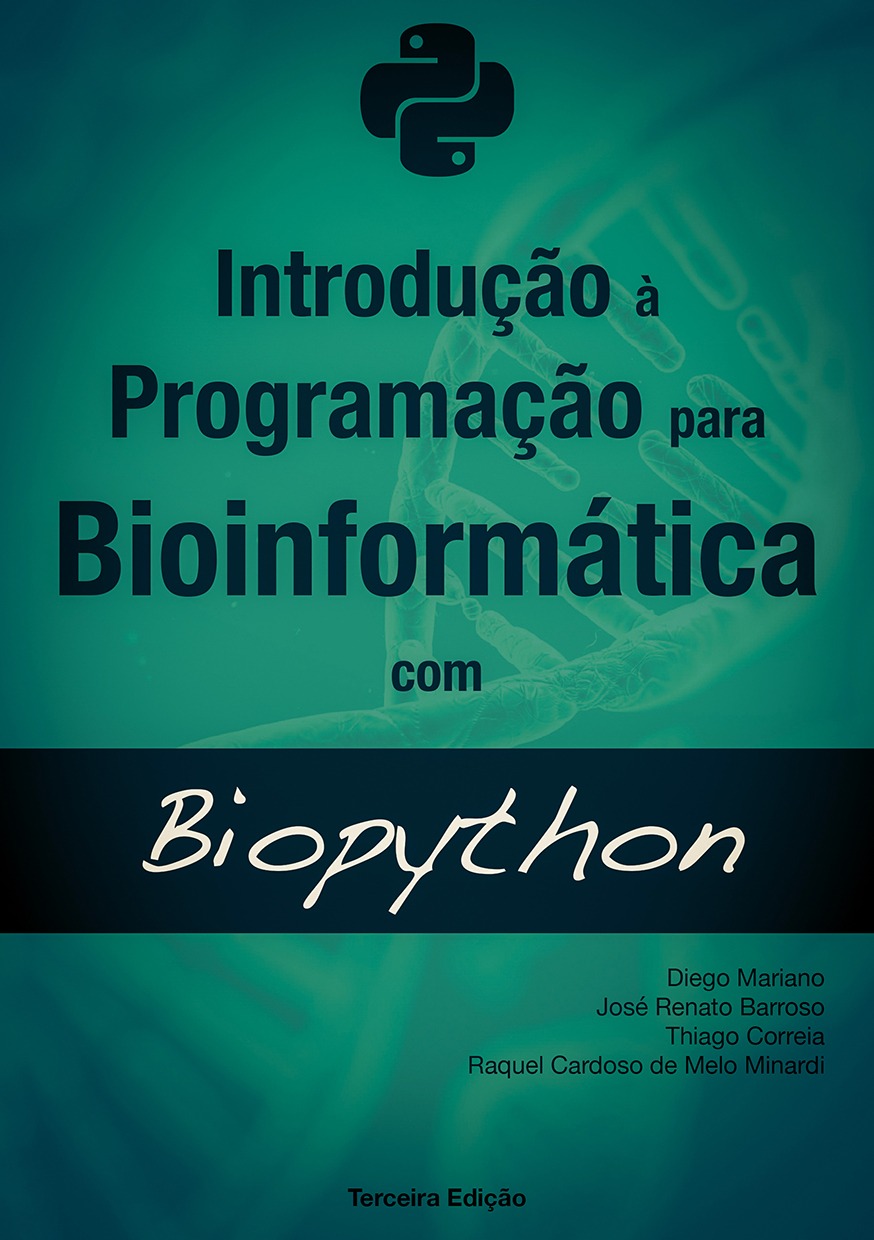 Introdução à
Programação para
Bioinformática
com
Biopython
Diego Mariano
José Renato Barroso
Thiago Correia
Raquel Cardoso de Melo Minardi
Terceira Edição